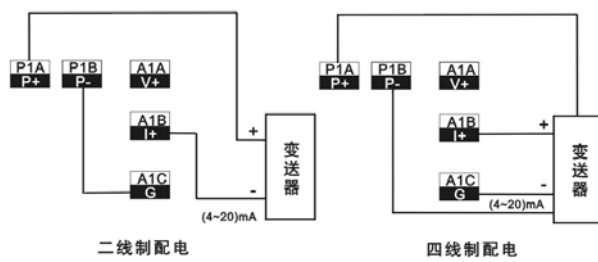 P1A P1B A1A
P+ P- V+
A1B
I+
+
变送器
A1C
G
-
(4~20)mA
二线制配电
P1A P1B A1A
P+ P- V+
A1B
I+
+
变送器
A1C
G
-
(4~20)mA
四线制配电